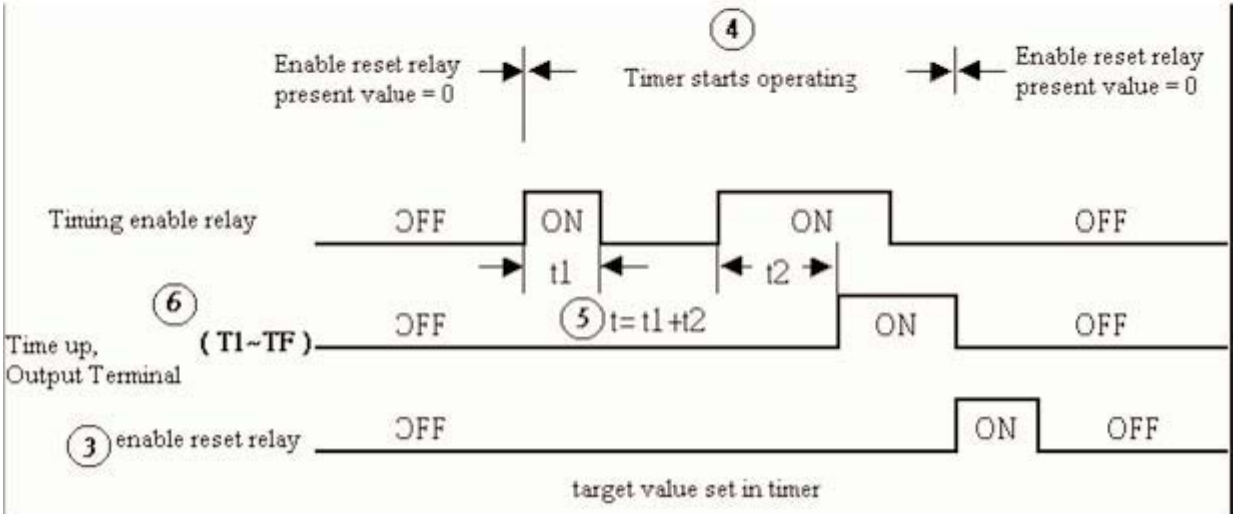 4
Enable reset relay
present value = 0
Timer starts operating
Enable reset relay
present value = 0
Timing enable relay
OFF
ON
ON
OFF
t1
t2
6
Time up,
Output Terminal
( T1~TF )
OFF
5 t= t1+t2
ON
OFF
3 enable reset relay
OFF
ON
OFF
target value set in timer